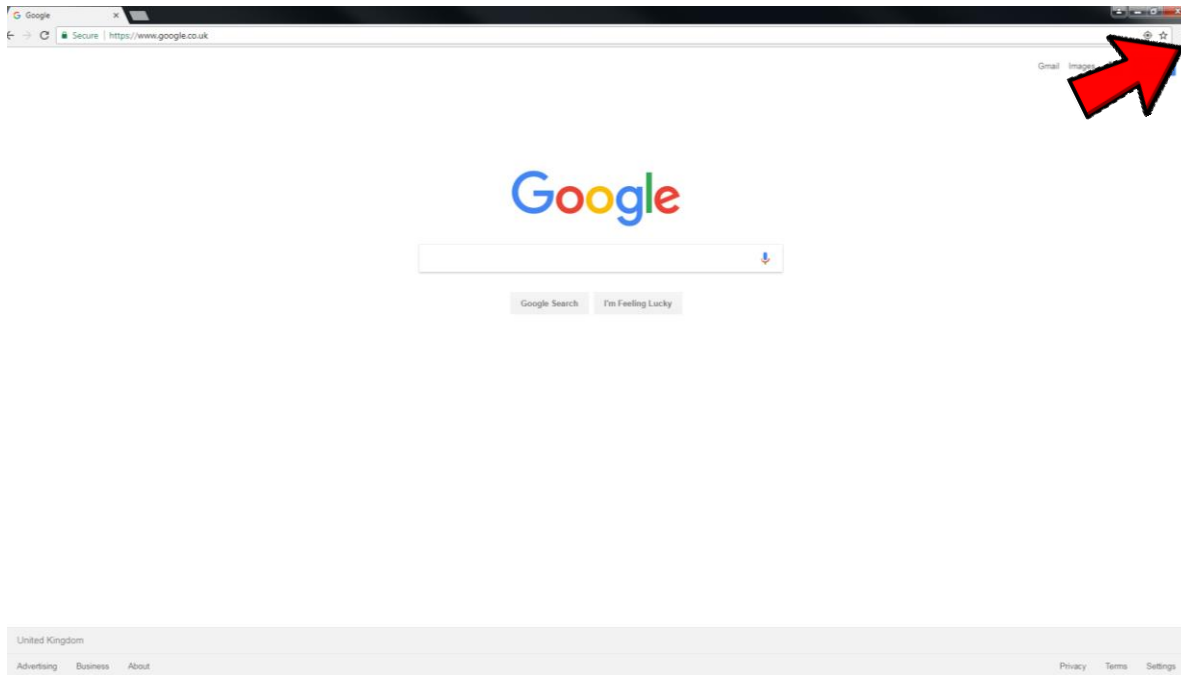 Google
Secure | https://www.google.co.uk
Gmail Images
Google
Google Search I'm Feeling Lucky
United Kingdom
Advertising Business About Privacy Terms Settings